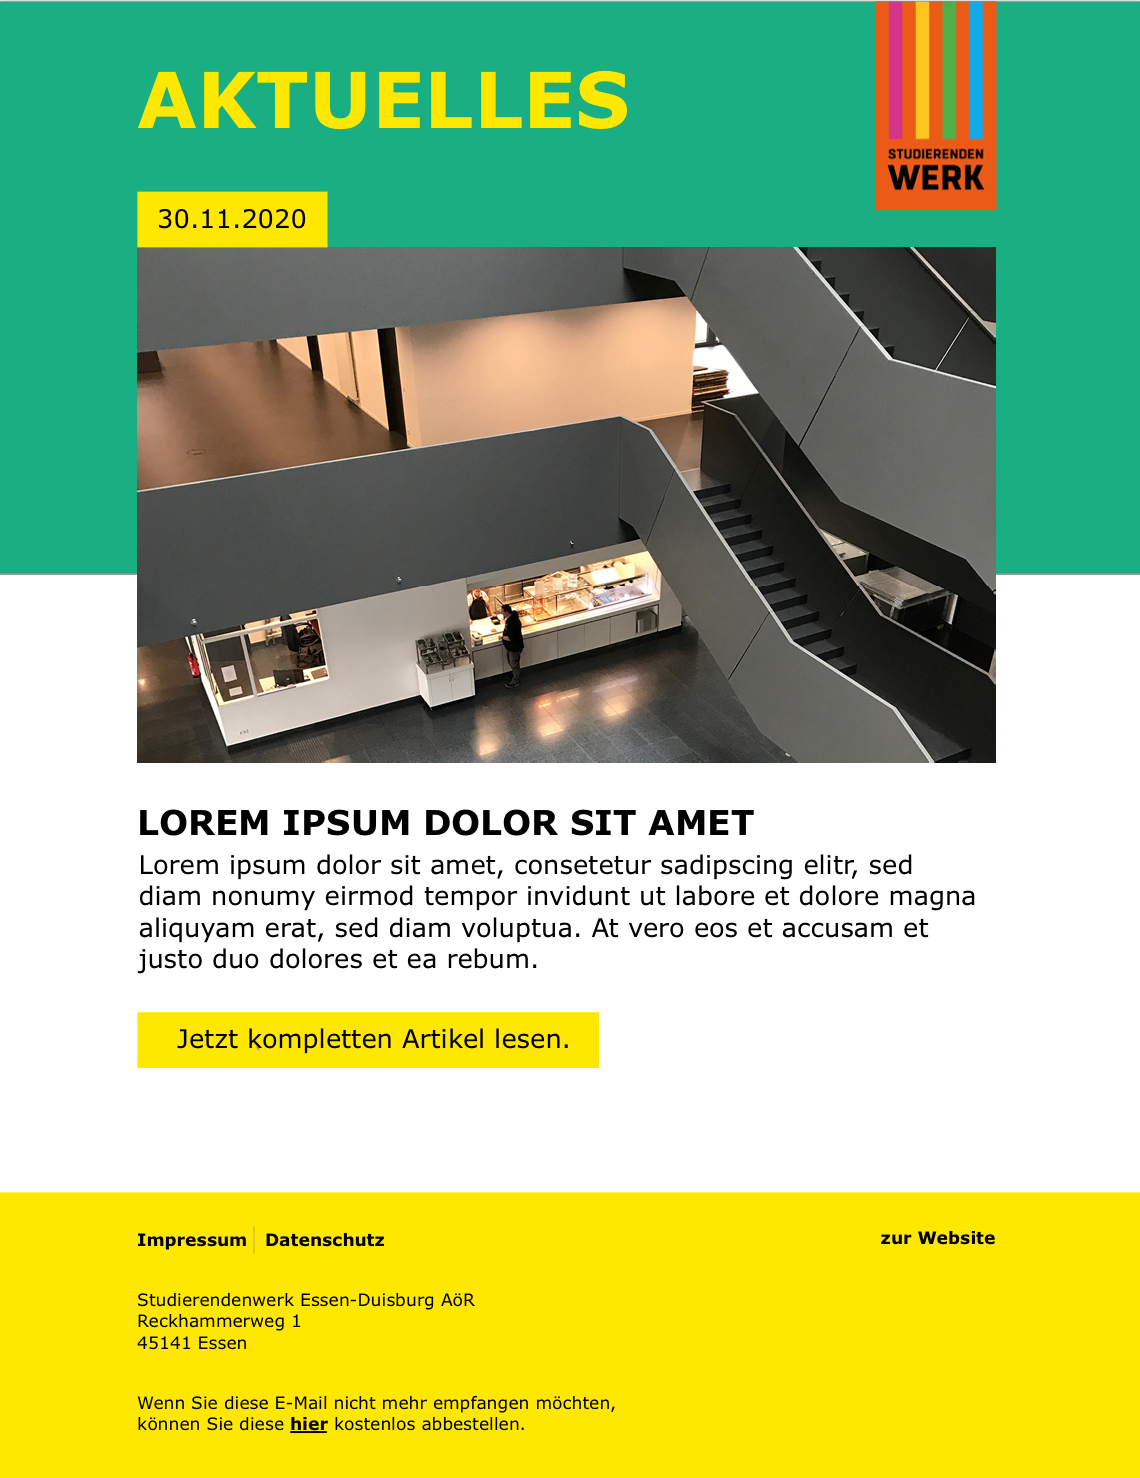 AKTUELLES
STUDIERENDEN
WERK
30.11.2020
LOREM IPSUM DOLOR SIT AMET
Lorem ipsum dolor sit amet, consetetur sadipscing elitr, sed
diam nonumy eirmod tempor invidunt ut labore et dolore magna
aliquyam erat, sed diam voluptua. At vero eos et accusam et
justo duo dolores et ea rebum.
Jetzt kompletten Artikel lesen.
Impressum Datenschutz
zur Website
Studierendenwerk Essen-Duisburg AöR
Reckhammerweg 1
45141 Essen
Wenn Sie diese E-Mail nicht mehr empfangen möchten,
können Sie diese hier kostenlos abbestellen.